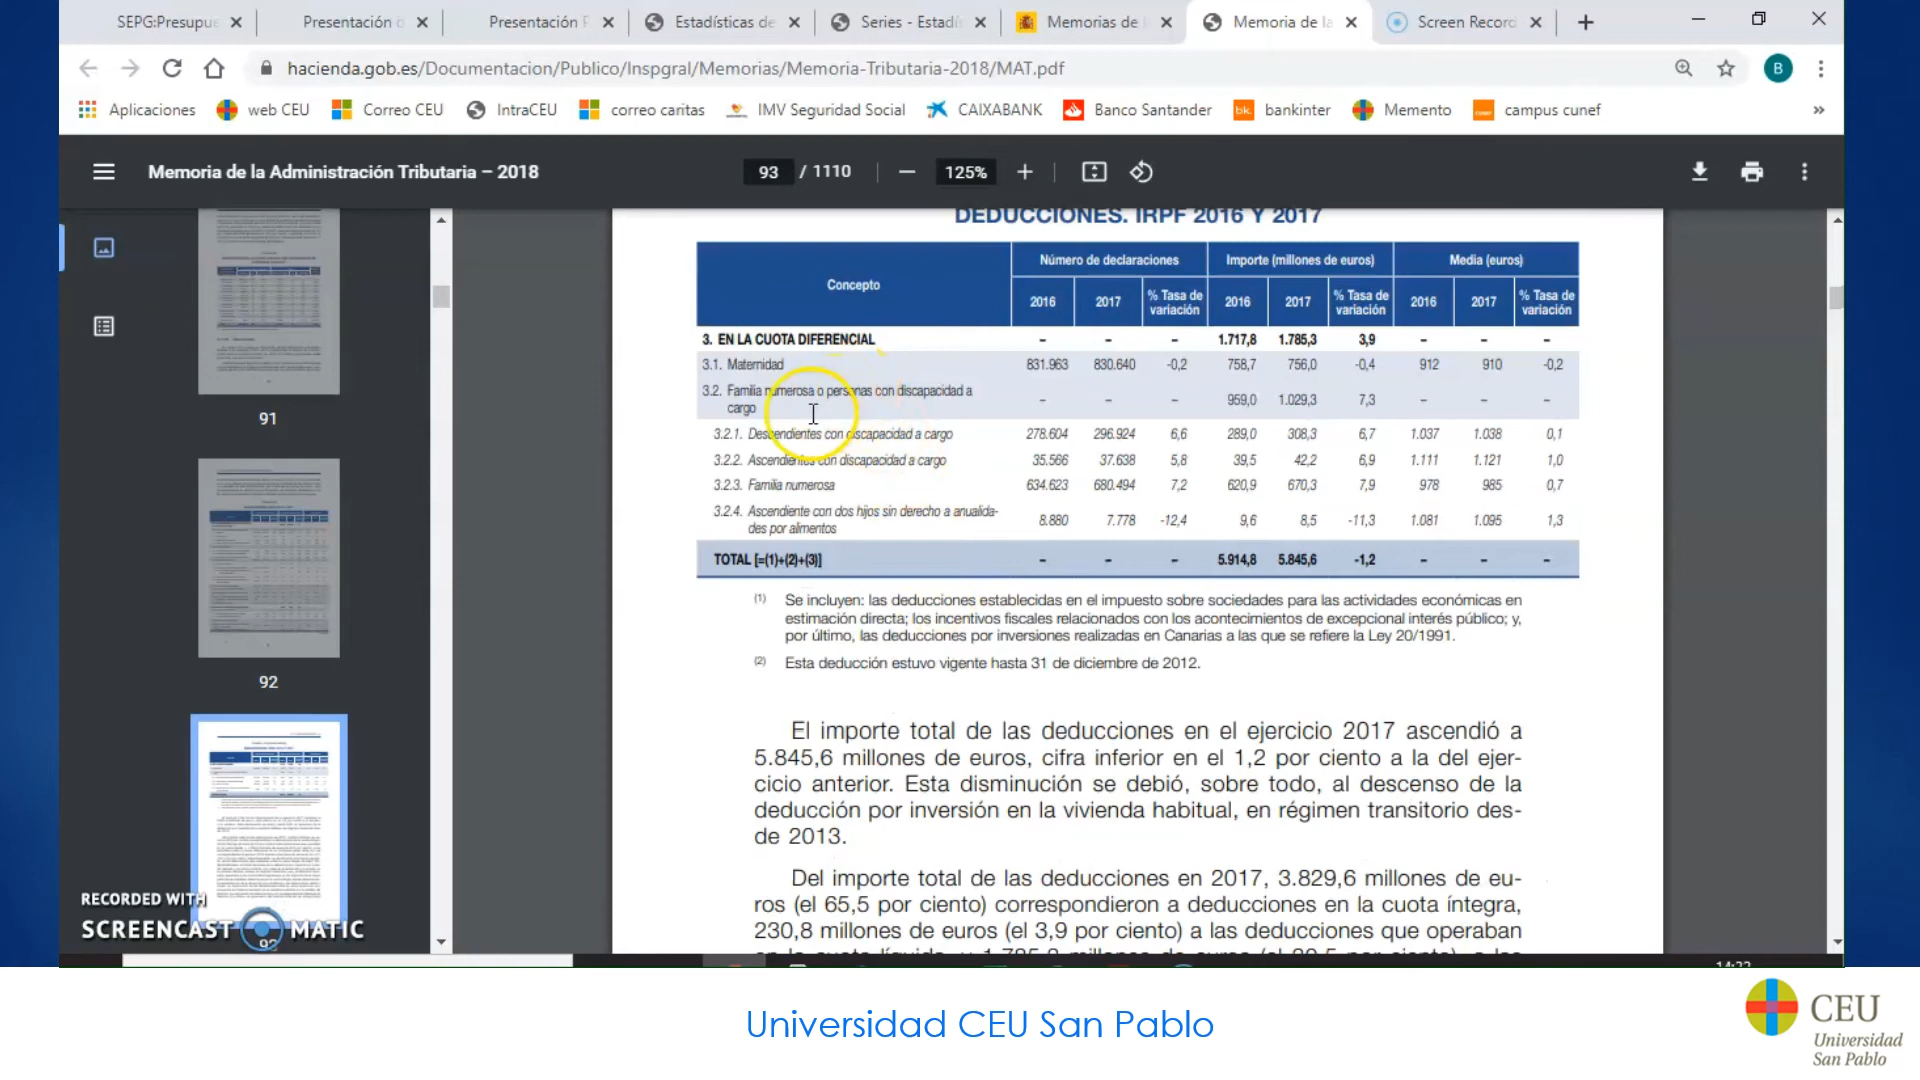 SEPG:Presupue
Presentación
Presentación
Estadísticas de
Series - Estadí
Memorias de
Memoria de la
Screen Record
hacienda.gob.es/Documentacion/Publico/Inspgral/Memorias/Memoria-Tributaria-2018/MAT.pdf
B
Aplicaciones web CEU Correo CEU IntraCEU correo caritas IMV Seguridad Social CAIXABANK Banco Santander bk. bankinter Memento campus cunef »
Memoria de la Administración Tributaria – 2018
93 / 1110
125%
91
92
DEDUCCIONES. IRPF 2016 Y 2017
Concepto Número de declaraciones Importe (millones de euros) Media (euros)
2016 2017 % Tasa de variación 2016 2017 % Tasa de variación 2016 2017 % Tasa de variación
3. EN LA CUOTA DIFERENCIAL – – – 1.717,8 1.785,3 3,9 – – –
3.1. Maternidad 831.963 830.640 -0,2 758,7 756,0 -0,4 912 910 -0,2
3.2. Familia numerosa o personas con discapacidad a
cargo – – – 959,0 1.029,3 7,3 – – –
3.2.1. Descendientes con discapacidad a cargo 278.604 296.924 6,6 289,0 308,3 6,7 1.037 1.038 0,1
3.2.2. Ascendientes con discapacidad a cargo 35.566 37.638 5,8 39,5 42,2 6,9 1.111 1.121 1,0
3.2.3. Familia numerosa 634.623 680.494 7,2 620,9 670,3 7,9 978 985 0,7
3.2.4. Ascendiente con dos hijos sin derecho a anualida-
des por alimentos 8.880 7.778 -12,4 9,6 8,5 -11,3 1.081 1.095 1,3
TOTAL [=(1)+(2)+(3)] – – – 5.914,8 5.845,6 -1,2 – – –
(1) Se incluyen: las deducciones establecidas en el impuesto sobre sociedades para las actividades económicas en
estimación directa; los incentivos fiscales relacionados con los acontecimientos de excepcional interés público; y,
por último, las deducciones por inversiones realizadas en Canarias a las que se refiere la Ley 20/1991.
(2) Esta deducción estuvo vigente hasta 31 de diciembre de 2012.
El importe total de las deducciones en el ejercicio 2017 ascendió a
5.845,6 millones de euros, cifra inferior en el 1,2 por ciento a la del ejer-
cicio anterior. Esta disminución se debió, sobre todo, al descenso de la
deducción por inversión en la vivienda habitual, en régimen transitorio des-
de 2013.
Del importe total de las deducciones en 2017, 3.829,6 millones de eu-
ros (el 65,5 por ciento) correspondieron a deducciones en la cuota íntegra,
230,8 millones de euros (el 3,9 por ciento) a las deducciones que operaban
RECORDED WITH
SCREENCAST MATIC
Universidad CEU San Pablo
CEU
Universidad
San Pablo